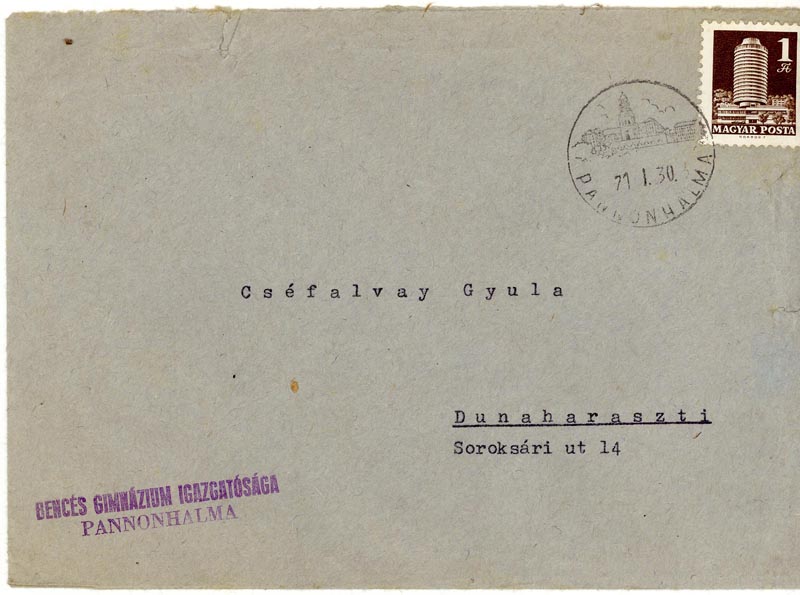 1 Ft
MAGYAR POSTA
71 I.30.
PANNONHALMA
Cséfalvay Gyula
Dunaharaszti
Soroksári ut 14
BENCÉS GIMNÁZIUM IGAZGATÓSÁGA
PANNONHALMA